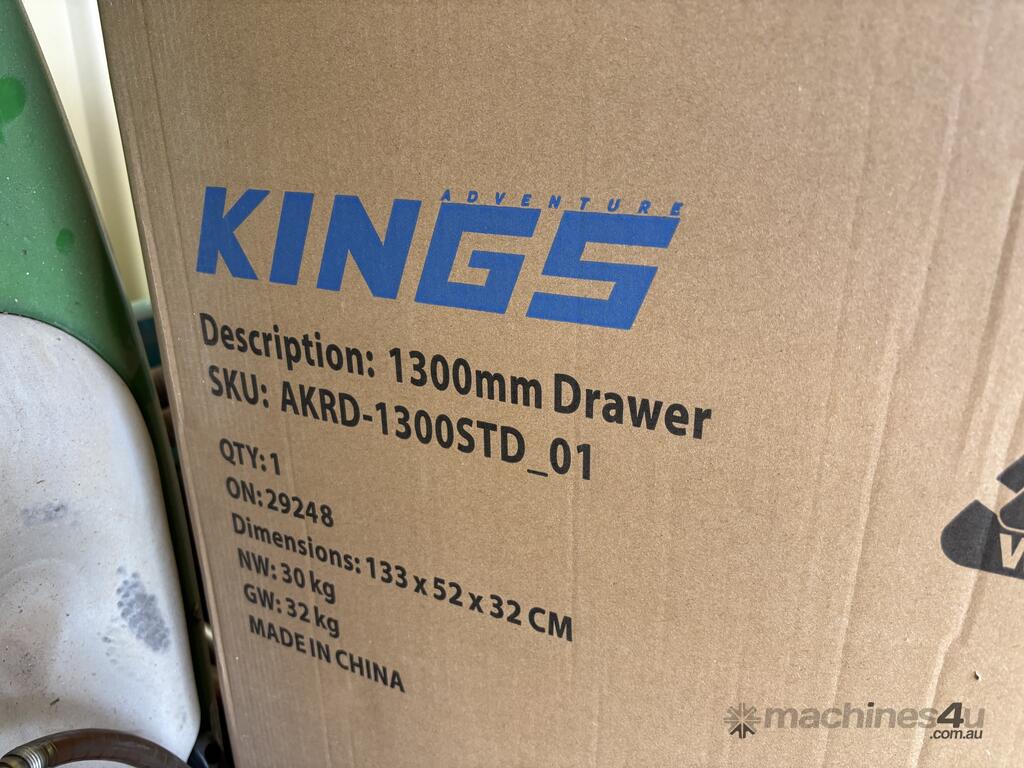 ADVENTURE
KINGS
Description: 1300mm Drawer
SKU: AKRD-1300STD_01
QTY: 1
ON: 29248
Dimensions: 133 x 52 x 32 CM
NW: 30 kg
GW: 32 kg
MADE IN CHINA
machines4u
.com.au